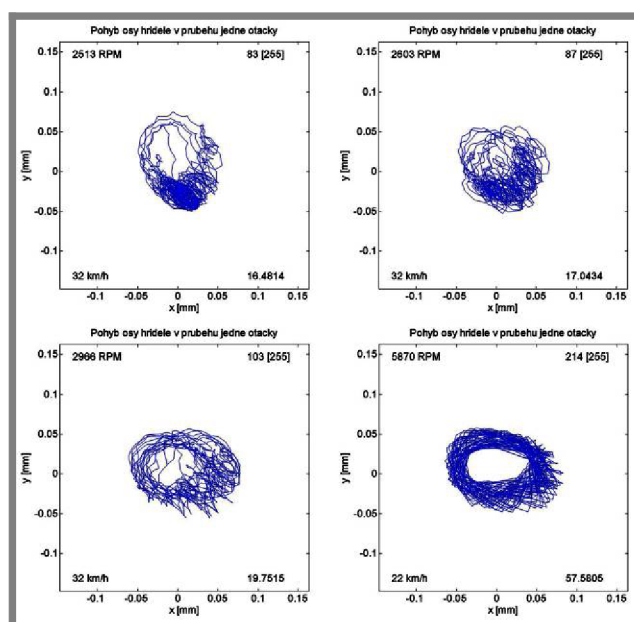 Pohyb osy hridele v prubehu jedne otacky
2513 RPM 83 [255]
0.15
0.1
0.05
0
-0.05
-0.1
y [mm]
32 km/h 16.4814
-0.1 -0.05 0 0.05 0.1 0.15
x [mm]
Pohyb osy hridele v prubehu jedne otacky
2603 RPM 87 [255]
0.15
0.1
0.05
0
-0.05
-0.1
y [mm]
32 km/h 17.0434
-0.1 -0.05 0 0.05 0.1 0.15
x [mm]
Pohyb osy hridele v prubehu jedne otacky
2966 RPM 103 [255]
0.15
0.1
0.05
0
-0.05
-0.1
y [mm]
32 km/h 19.7515
-0.1 -0.05 0 0.05 0.1 0.15
x [mm]
Pohyb osy hridele v prubehu jedne otacky
5870 RPM 214 [255]
0.15
0.1
0.05
0
-0.05
-0.1
y [mm]
22 km/h 57.5805
-0.1 -0.05 0 0.05 0.1 0.15
x [mm]